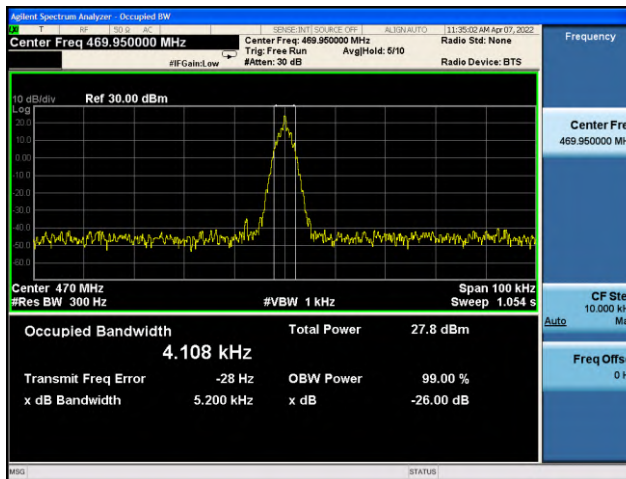 Agilent Spectrum Analyzer - Occupied BW
T RF 50 Ω AC SENSE:INT SOURCE OFF ALIGN AUTO 11:35:02 AM Apr 07, 2022
Center Freq 469.950000 MHz
Center Freq: 469.950000 MHz
Radio Std: None
Trig: Free Run Avg|Hold: 5/10
#IFGain:Low
#Atten: 30 dB
Radio Device: BTS
Frequency
10 dB/div Ref 30.00 dBm
Log
20.0
10.0
0.00
-10.0
-20.0
-30.0
-40.0
-50.0
-60.0
Center Fre
469.950000 MH
Center 470 MHz
Span 100 kHz
#Res BW 300 Hz
#VBW 1 kHz
Sweep 1.054 s
CF Ste
10.000 kH
Auto Ma
Occupied Bandwidth
4.108 kHz
Total Power 27.8 dBm
Transmit Freq Error -28 Hz
OBW Power 99.00 %
x dB Bandwidth 5.200 kHz
x dB -26.00 dB
Freq Offs
0 H
MSG
STATUS